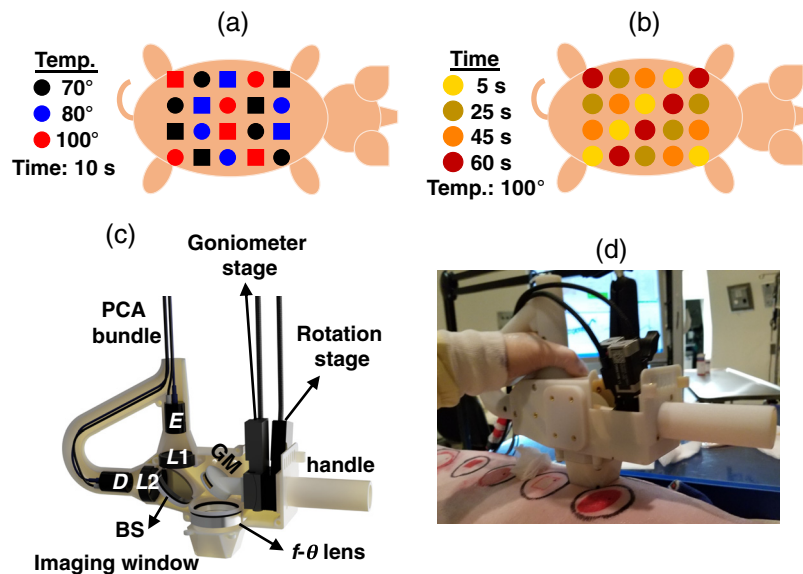 (a)
Temp.
70°
80°
100°
Time: 10 s
(b)
Time
5 s
25 s
45 s
60 s
Temp.: 100°
(c)
Goniometer
stage
PCA
bundle
Rotation
stage
E
L1
GM
D L2
handle
BS
f-θ lens
Imaging window
(d)